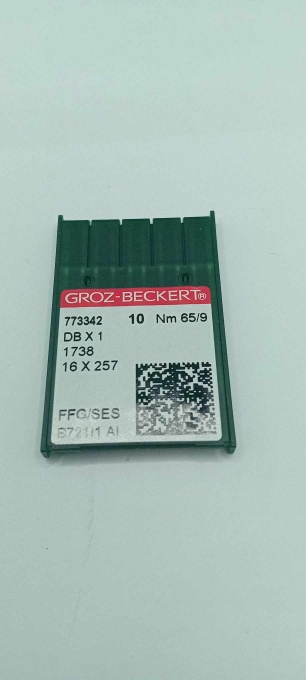 GROZ-BECKERT®
773342 10 Nm 65/9
DB X 1
1738
16 X 257
FFG/SES